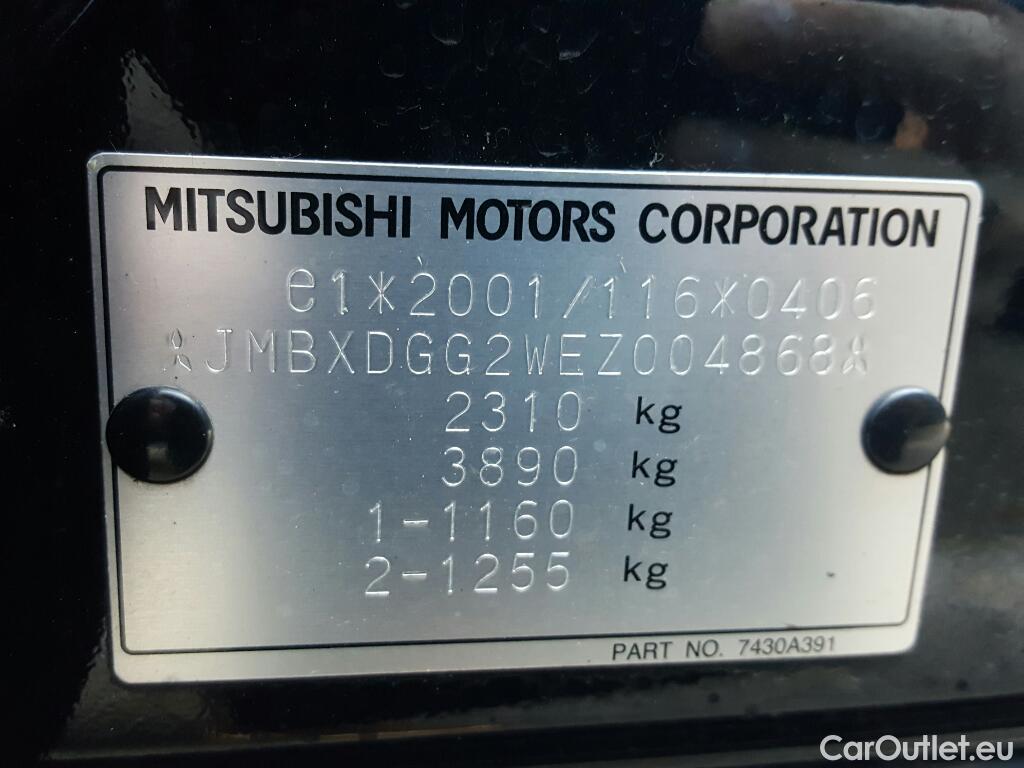 MITSUBISHI MOTORS CORPORATION
e1*2001/116*0406
JMBXDGG2WEZ004868
2310 kg
3890 kg
1-1160 kg
2-1255 kg
PART NO. 7430A391
CarOutlet.eu